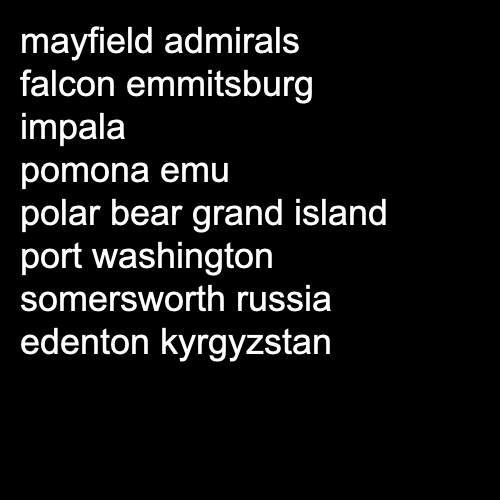 mayfield admirals
falcon emmitsburg
impala
pomona emu
polar bear grand island
port washington
somersworth russia
edenton kyrgyzstan